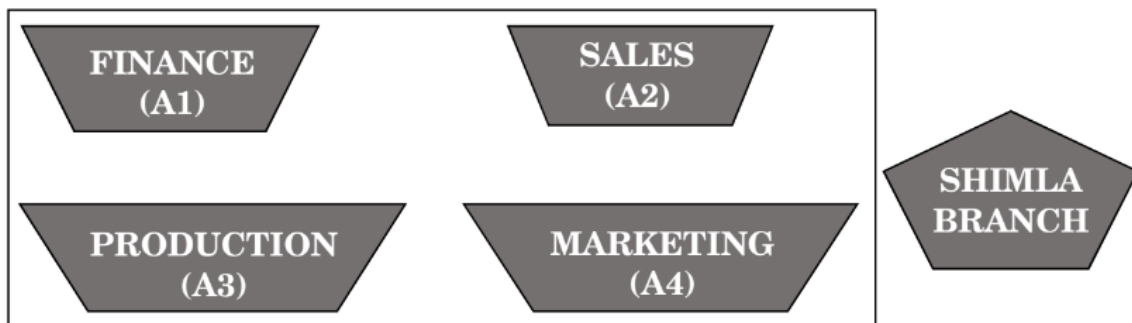 FINANCE
(A1)
SALES
(A2)
PRODUCTION
(A3)
MARKETING
(A4)
SHIMLA
BRANCH